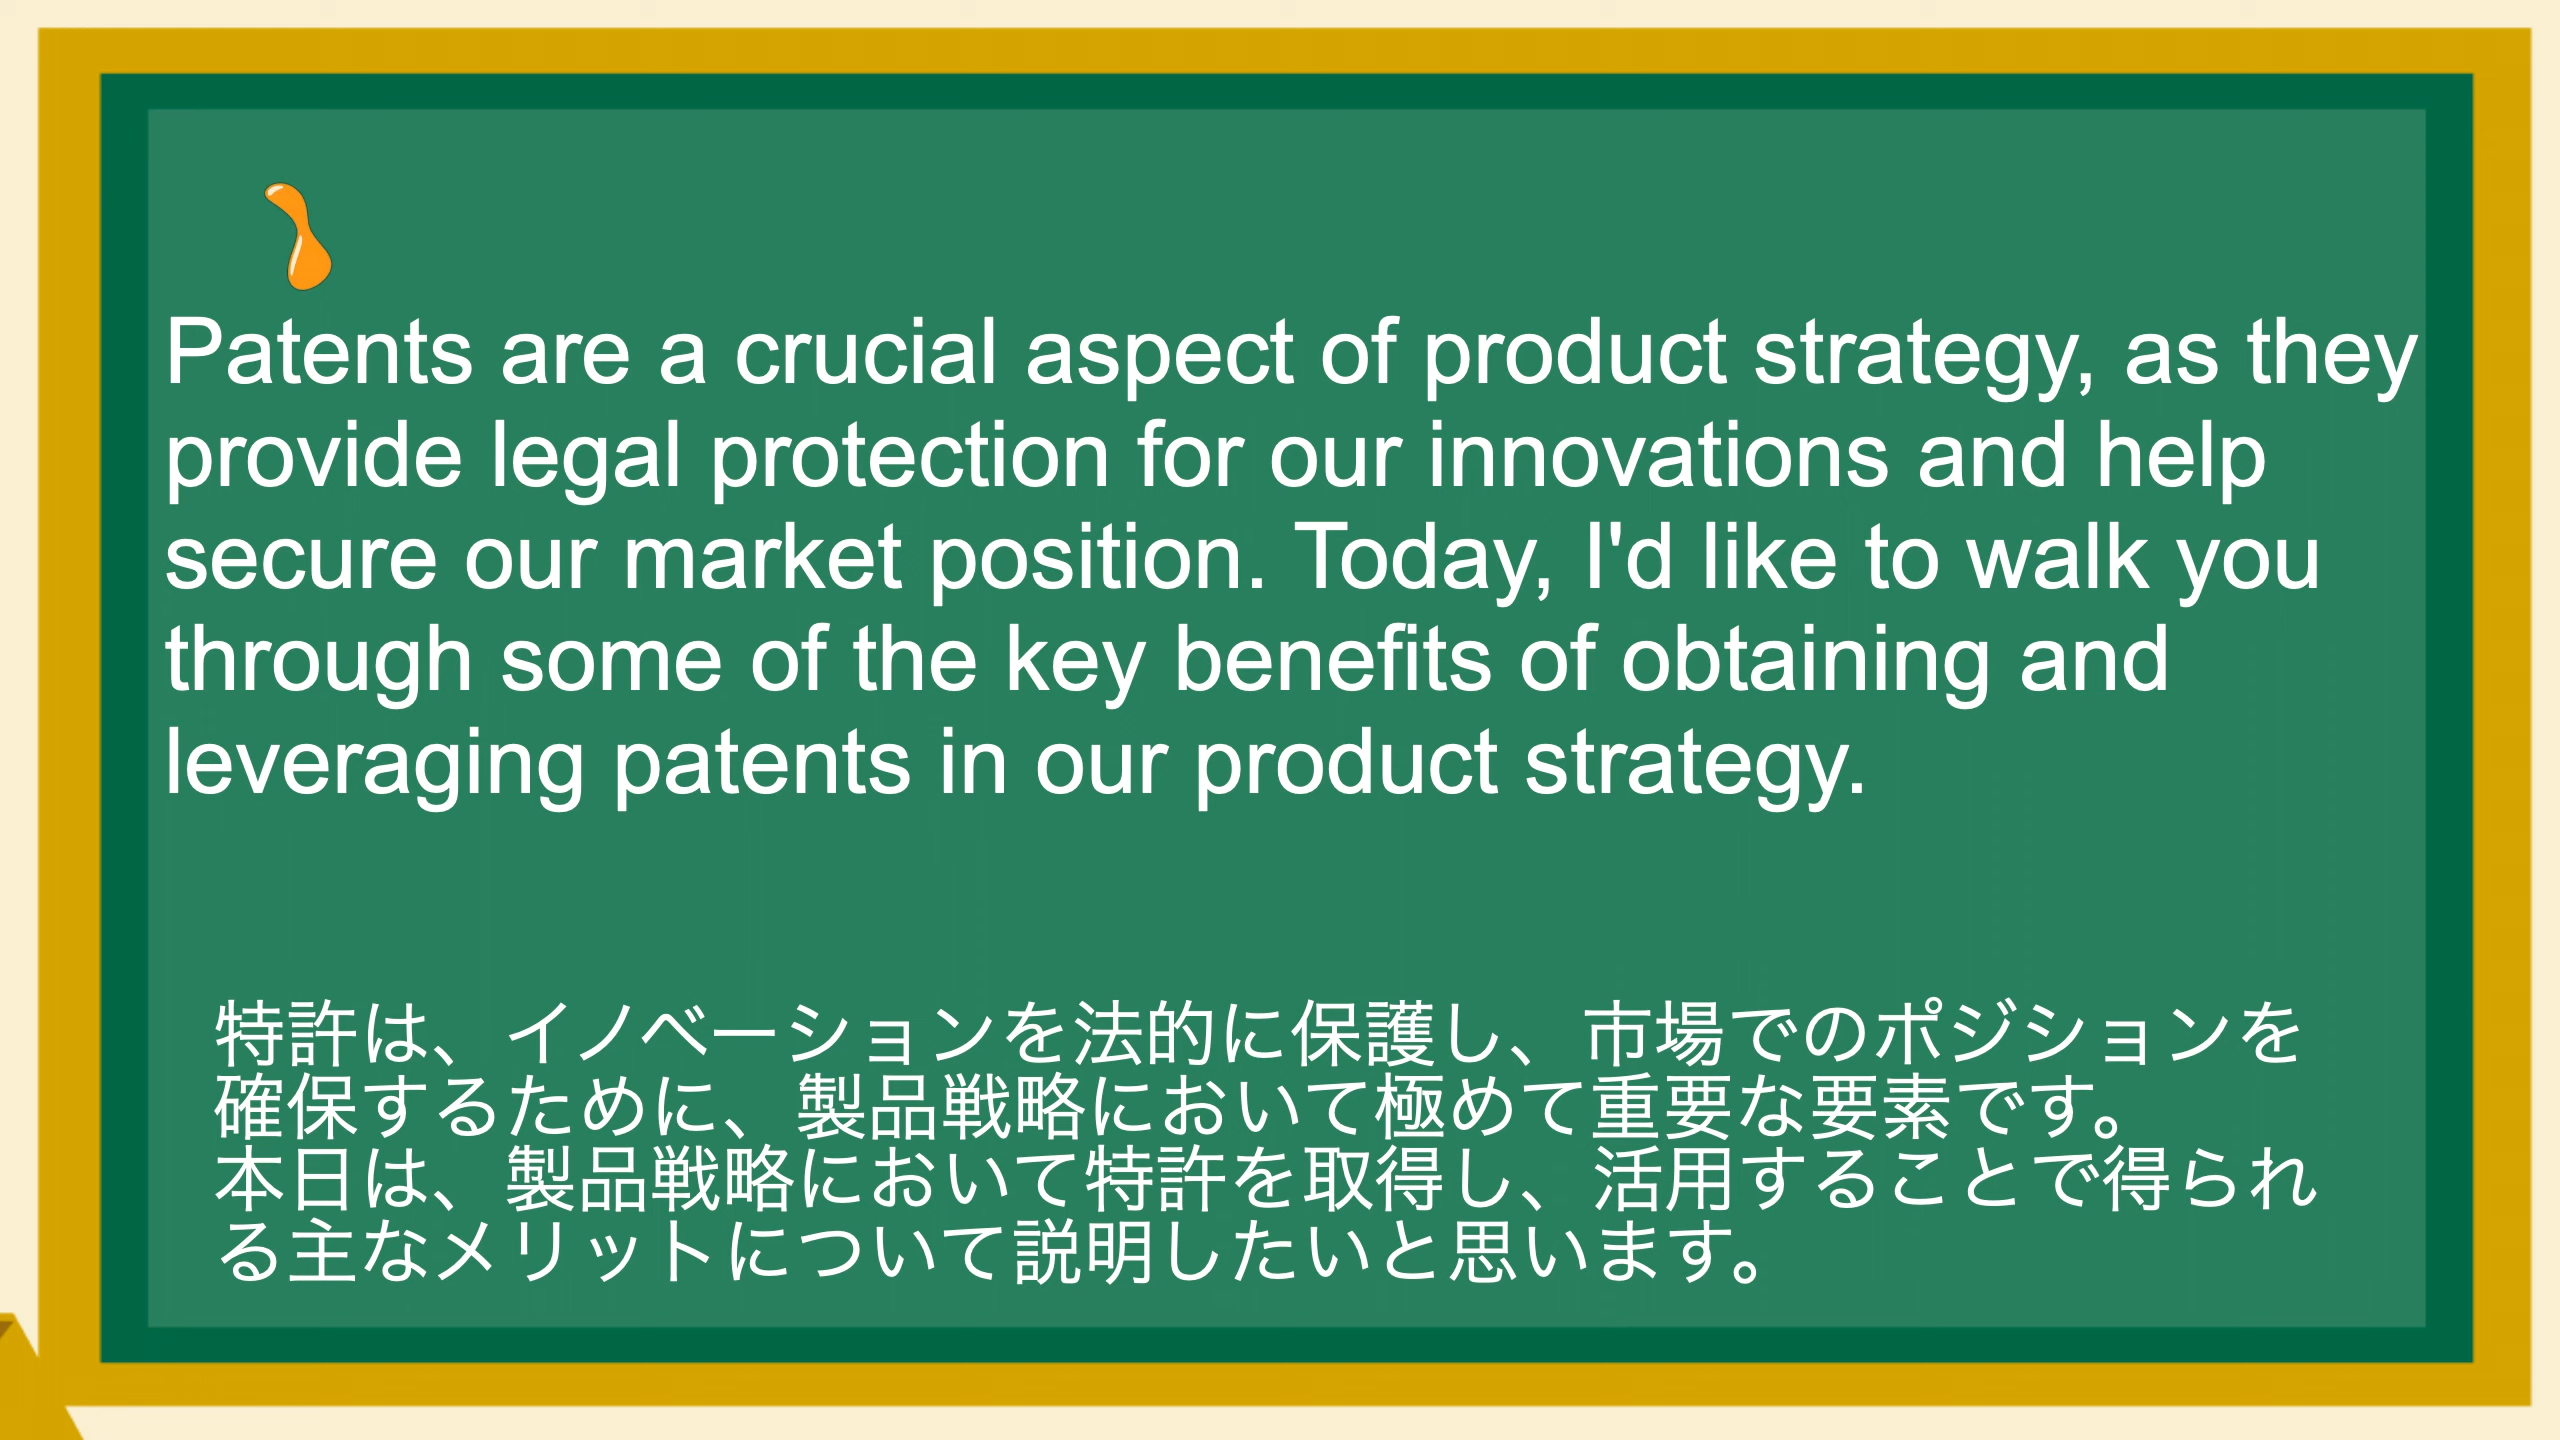 Patents are a crucial aspect of product strategy, as they
provide legal protection for our innovations and help
secure our market position. Today, I'd like to walk you
through some of the key benefits of obtaining and
leveraging patents in our product strategy.
特許は、イノベーションを法的に保護し、市場でのポジションを
確保するために、製品戦略において極めて重要な要素です。
本日は、製品戦略において特許を取得し、活用することで得られ
る主なメリットについて説明したいと思います。